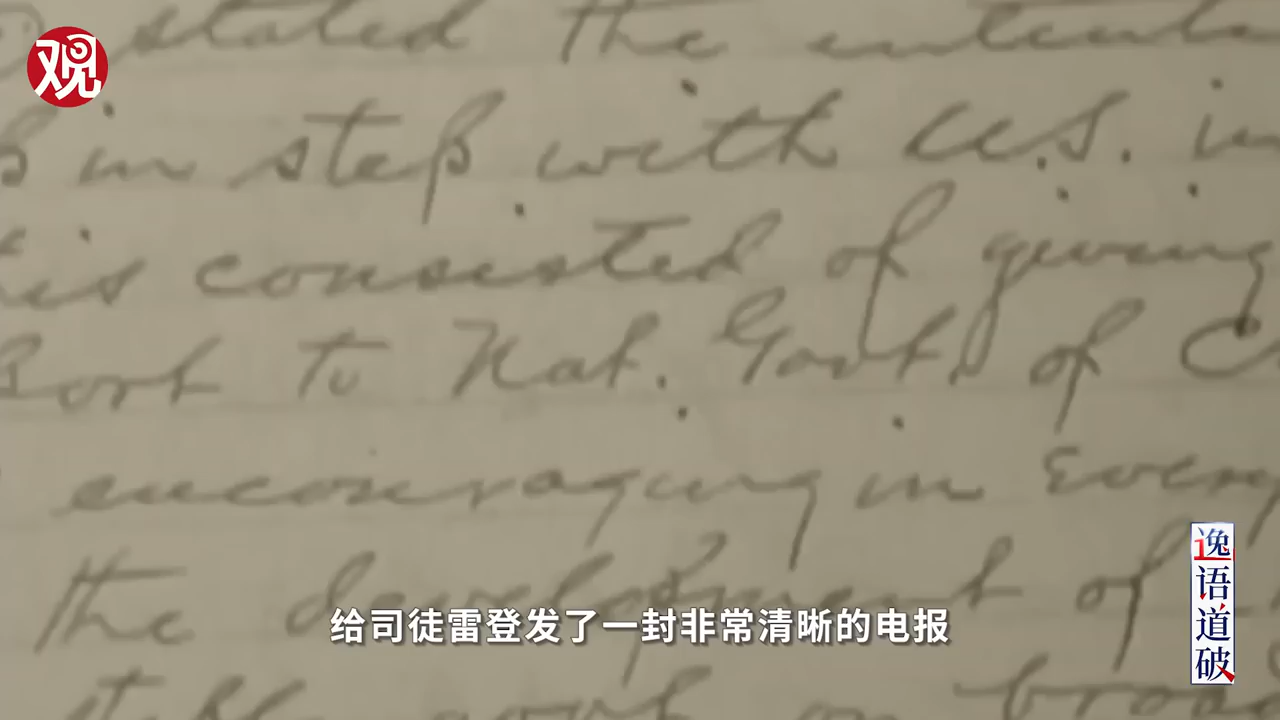 观
stated the
in step with U.S. in
consisted of giving
to Nat. Govt. of
encouraging in every
the development of
给司徒雷登发了一封非常清晰的电报
逸语道破